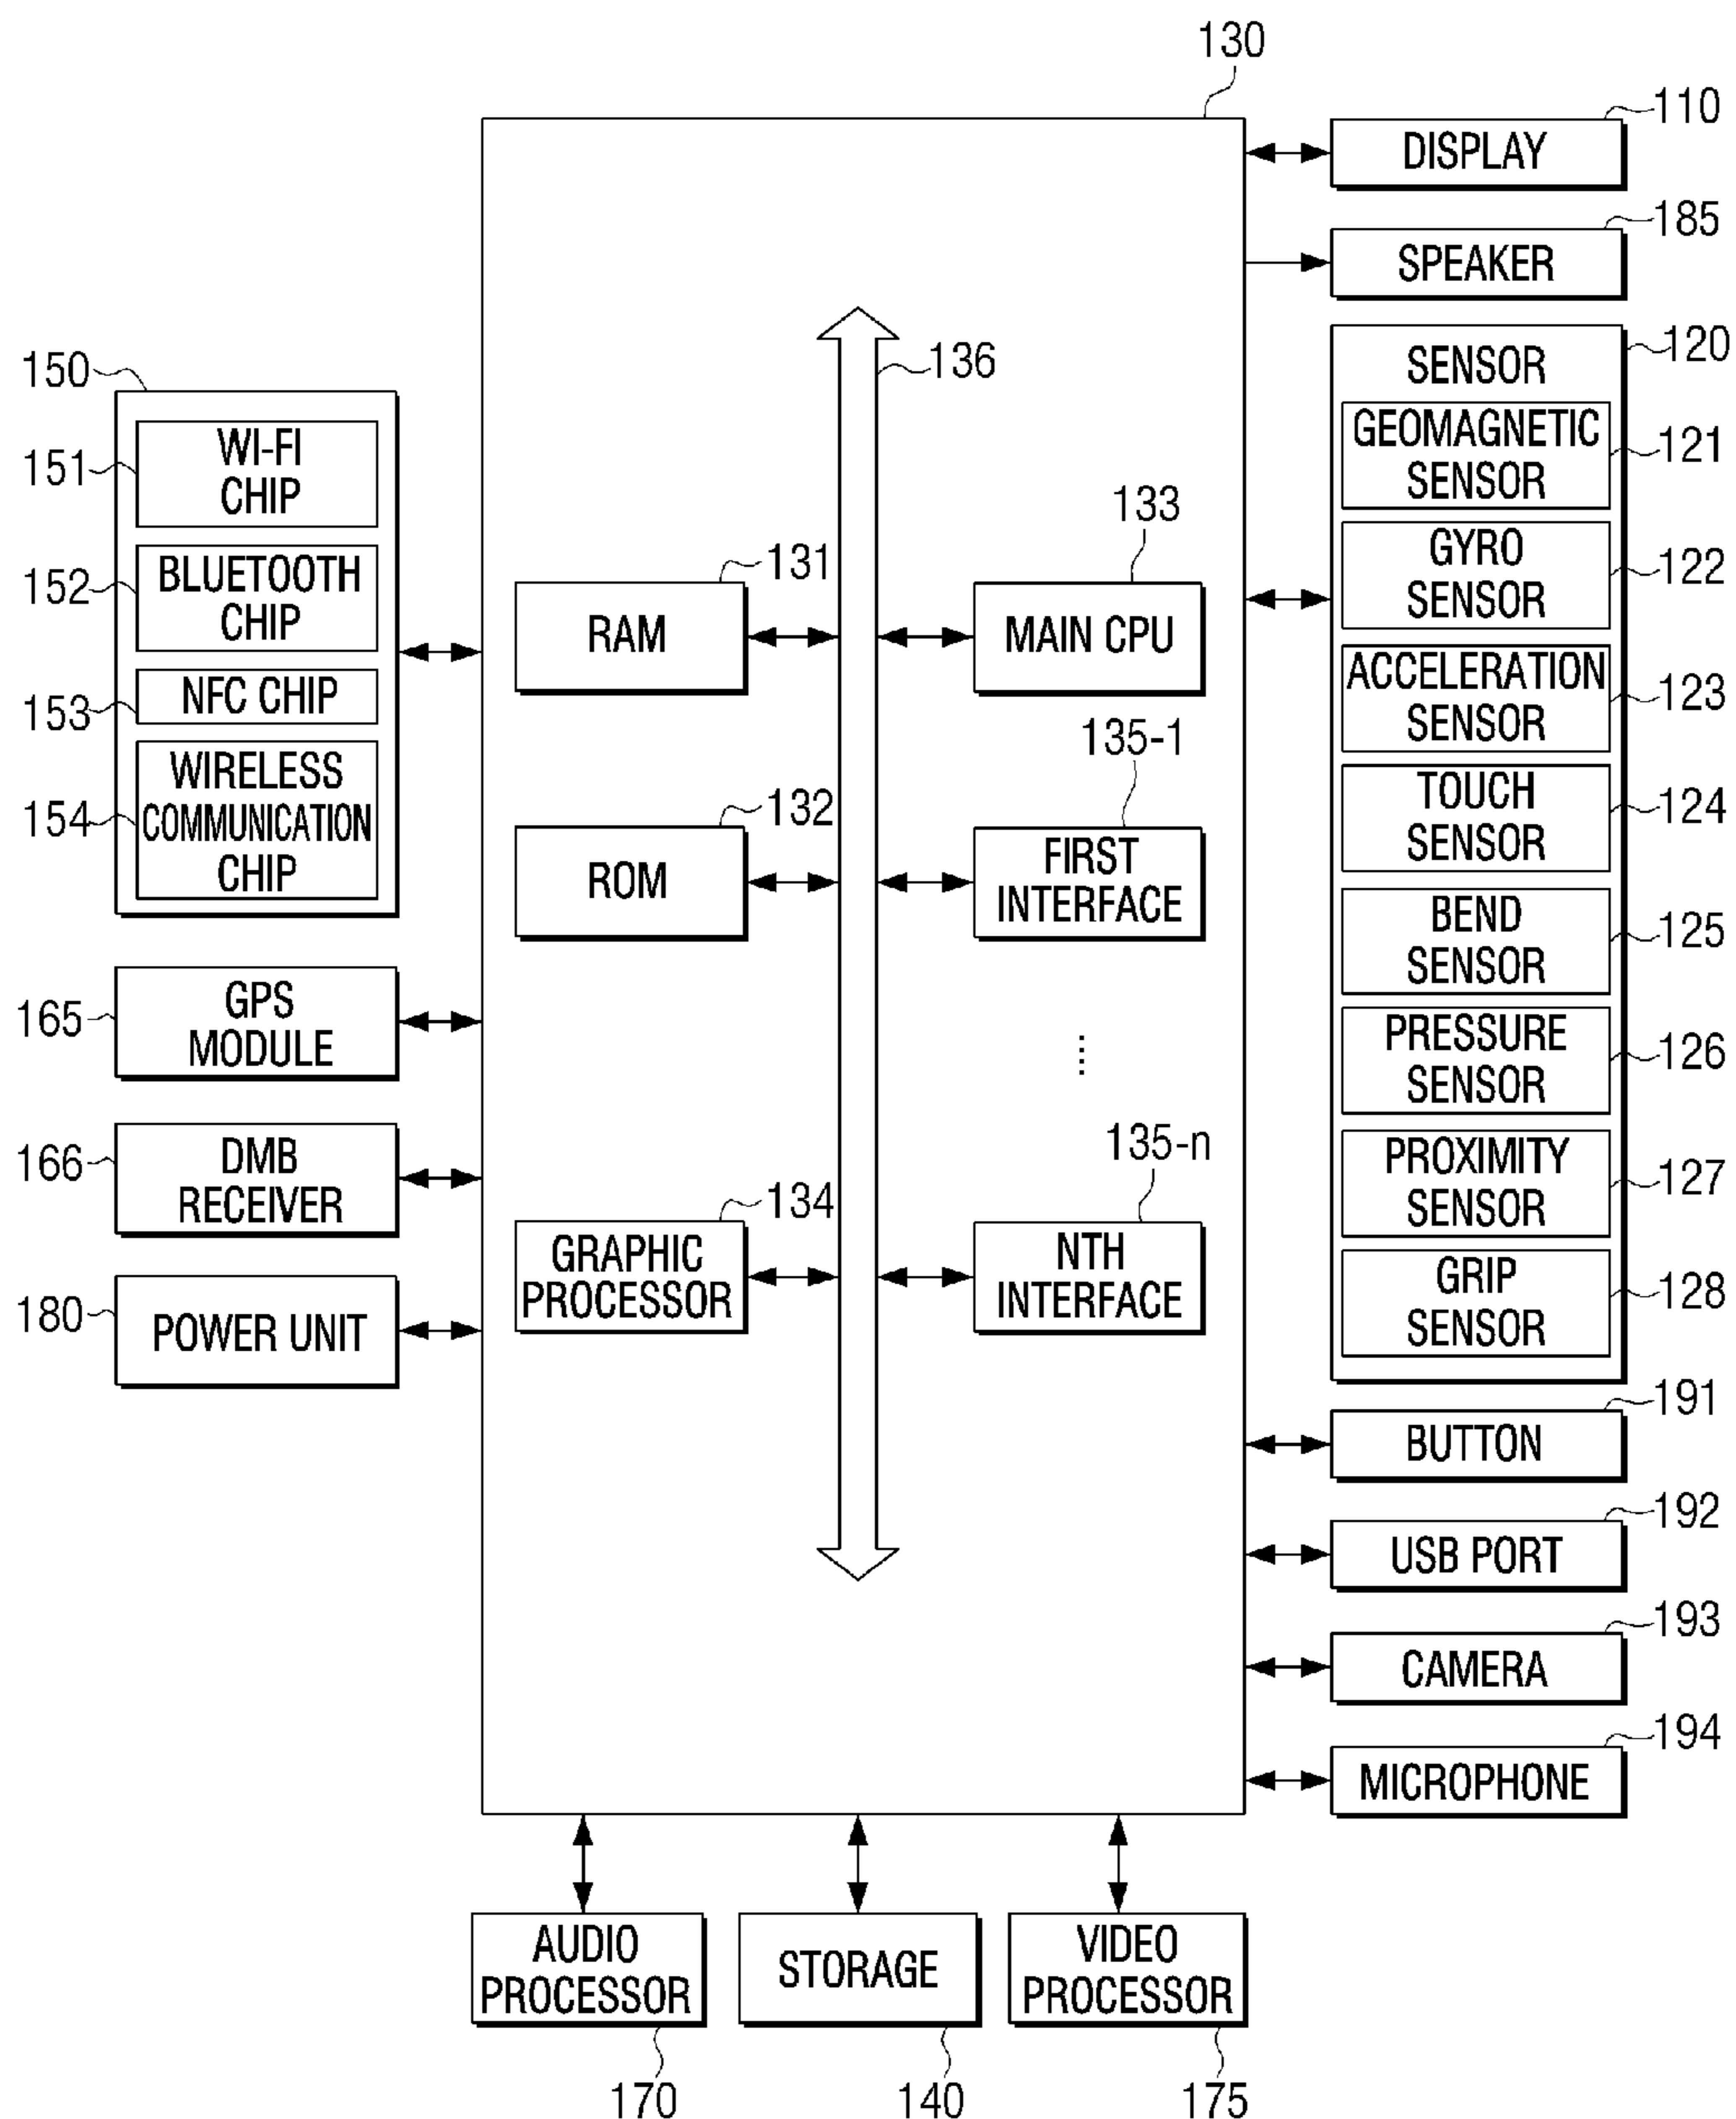 130
110
DISPLAY
185
SPEAKER
120
SENSOR
GEOMAGNETIC
SENSOR
121
GYRO
SENSOR
122
ACCELERATION
SENSOR
123
TOUCH
SENSOR
124
BEND
SENSOR
125
PRESSURE
SENSOR
126
PROXIMITY
SENSOR
127
GRIP
SENSOR
128
191
BUTTON
192
USB PORT
193
CAMERA
194
MICROPHONE
136
133
MAIN CPU
135-1
FIRST
INTERFACE
⋮
135-n
NTH
INTERFACE
131
RAM
132
ROM
134
GRAPHIC
PROCESSOR
150
151
WI-FI
CHIP
152
BLUETOOTH
CHIP
153
NFC CHIP
154
WIRELESS
COMMUNICATION
CHIP
165
GPS
MODULE
166
DMB
RECEIVER
180
POWER UNIT
AUDIO
PROCESSOR
170
STORAGE
140
VIDEO
PROCESSOR
175